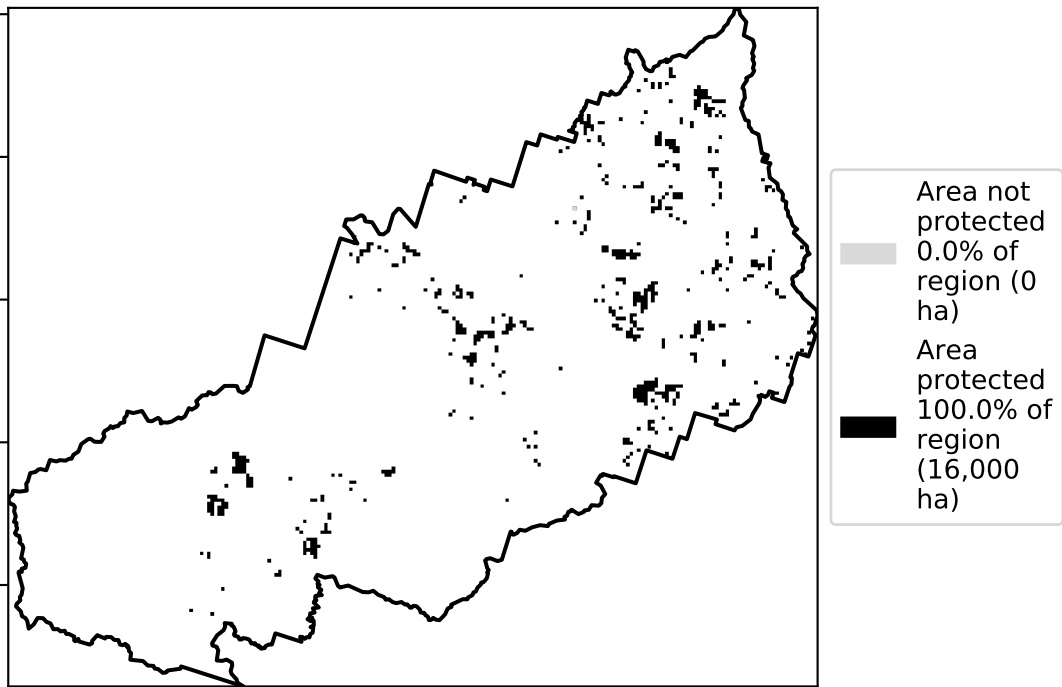 Area not
protected
0.0% of
region (0
ha)
Area
protected
100.0% of
region
(16,000
ha)